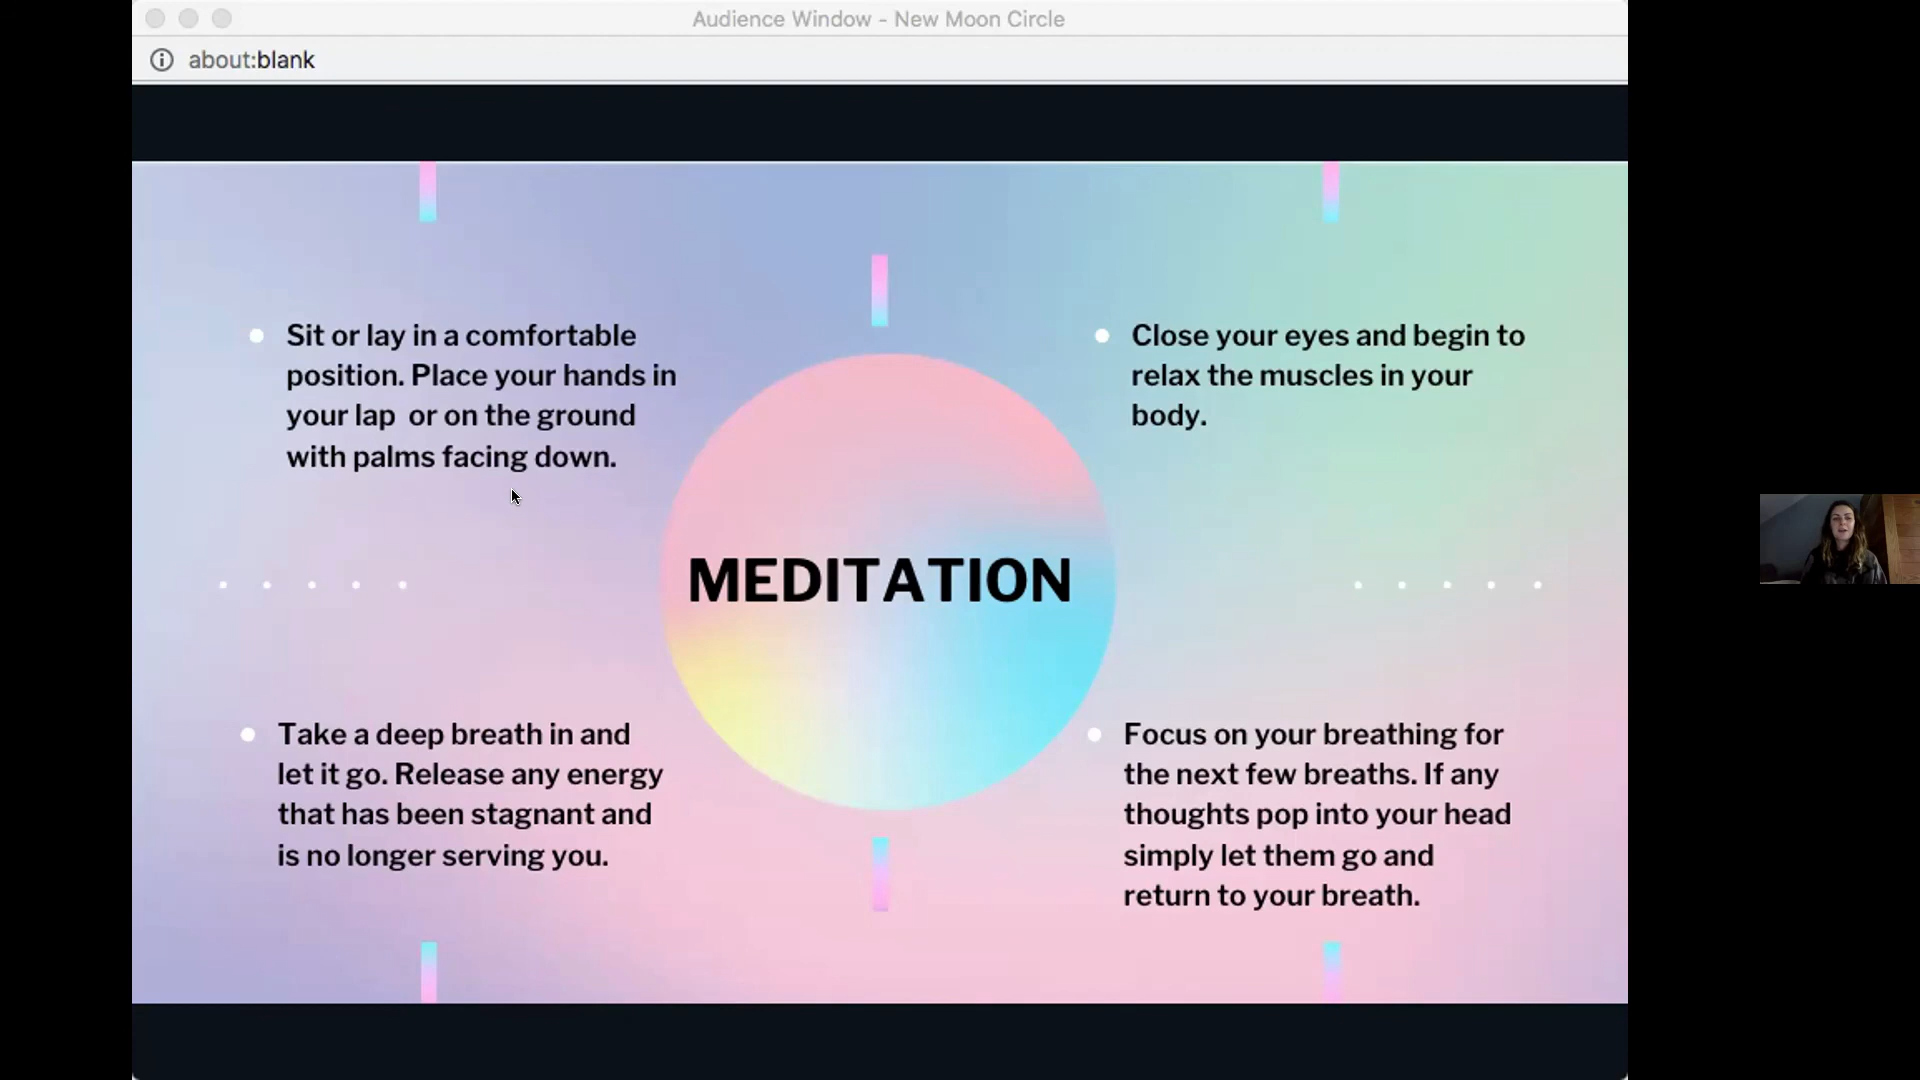 Audience Window - New Moon Circle
about:blank
Sit or lay in a comfortable
position. Place your hands in
your lap  or on the ground
with palms facing down.
Close your eyes and begin to
relax the muscles in your
body.
MEDITATION
Take a deep breath in and
let it go. Release any energy
that has been stagnant and
is no longer serving you.
Focus on your breathing for
the next few breaths. If any
thoughts pop into your head
simply let them go and
return to your breath.